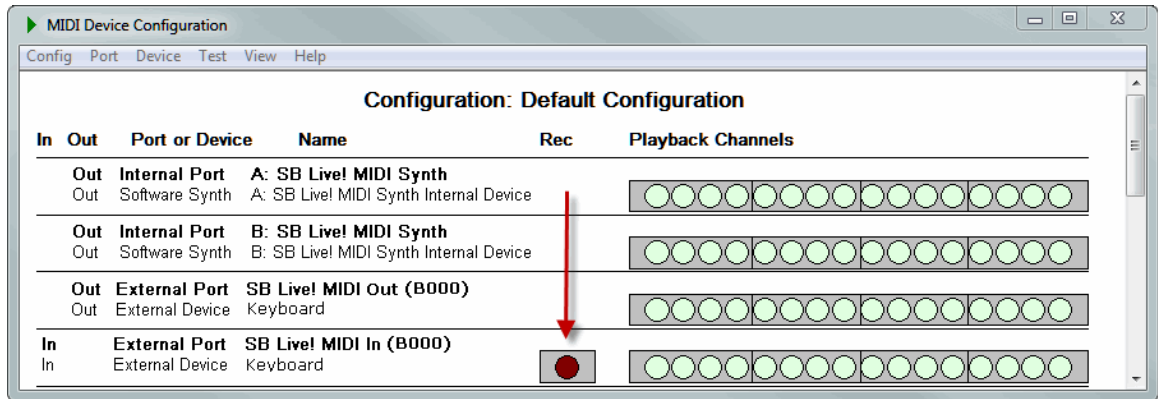 MIDI Device Configuration
Config Port Device Test View Help
Configuration: Default Configuration
In Out Port or Device Name Rec Playback Channels
Out Internal Port A: SB Live! MIDI Synth
Out Software Synth A: SB Live! MIDI Synth Internal Device
Out Internal Port B: SB Live! MIDI Synth
Out Software Synth B: SB Live! MIDI Synth Internal Device
Out External Port SB Live! MIDI Out (B000)
Out External Device Keyboard
In External Port SB Live! MIDI In (B000)
In External Device Keyboard